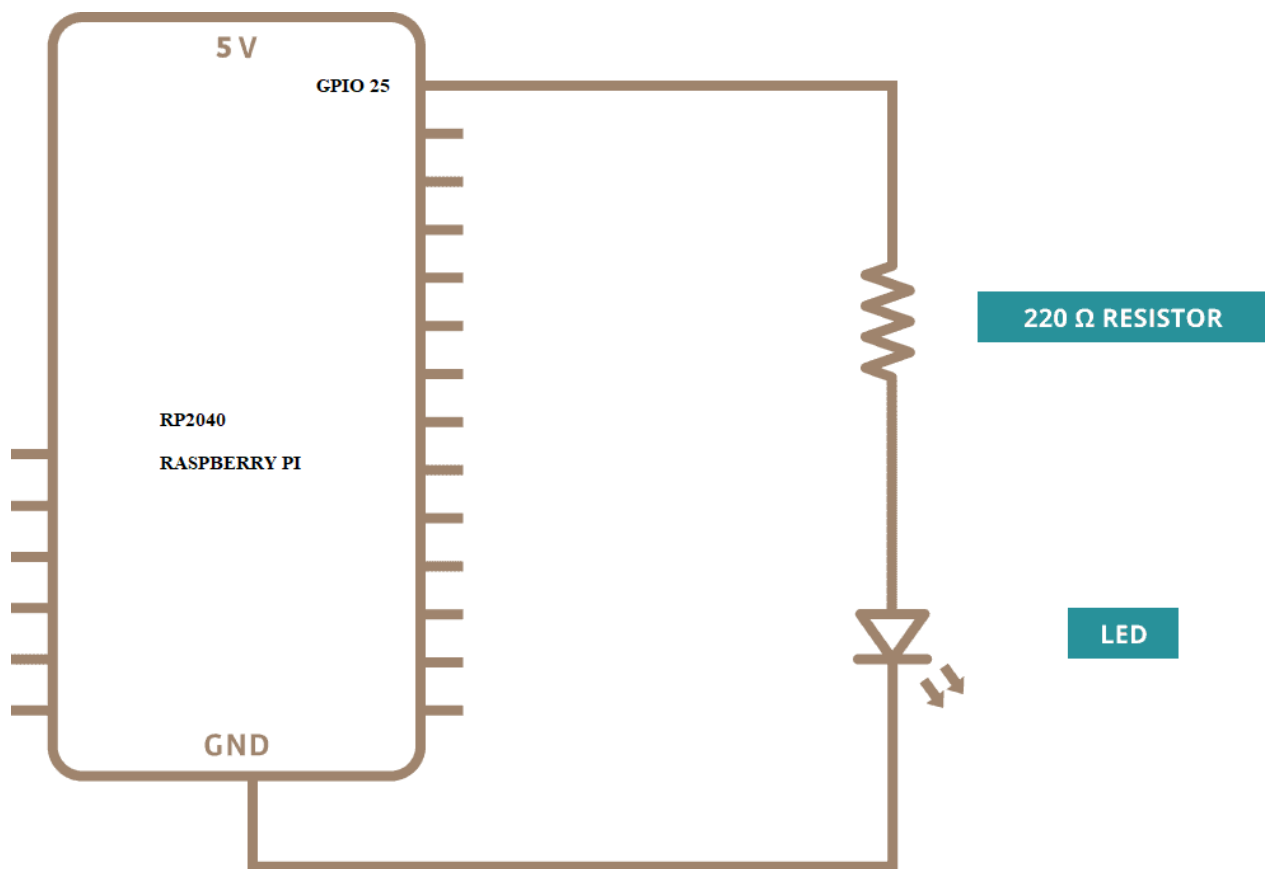 5 V
GPIO 25
220 Ω RESISTOR
RP2040
RASPBERRY PI
LED
GND